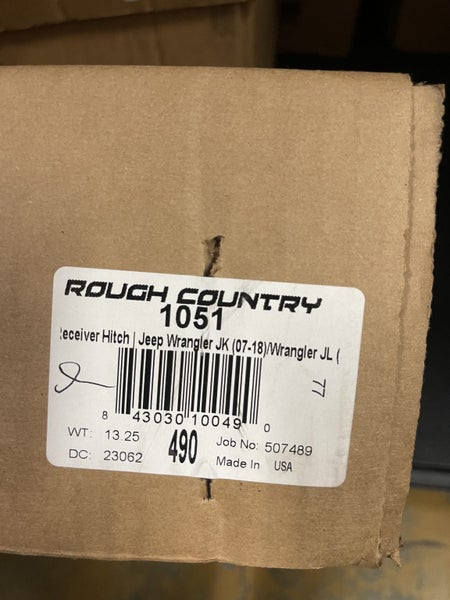 ROUGH COUNTRY
1051
Receiver Hitch | Jeep Wrangler JK (07-18)/Wrangler JL (
77
8 43030 10049 0
WT: 13.25 490 Job No: 507489
DC: 23062 Made In USA